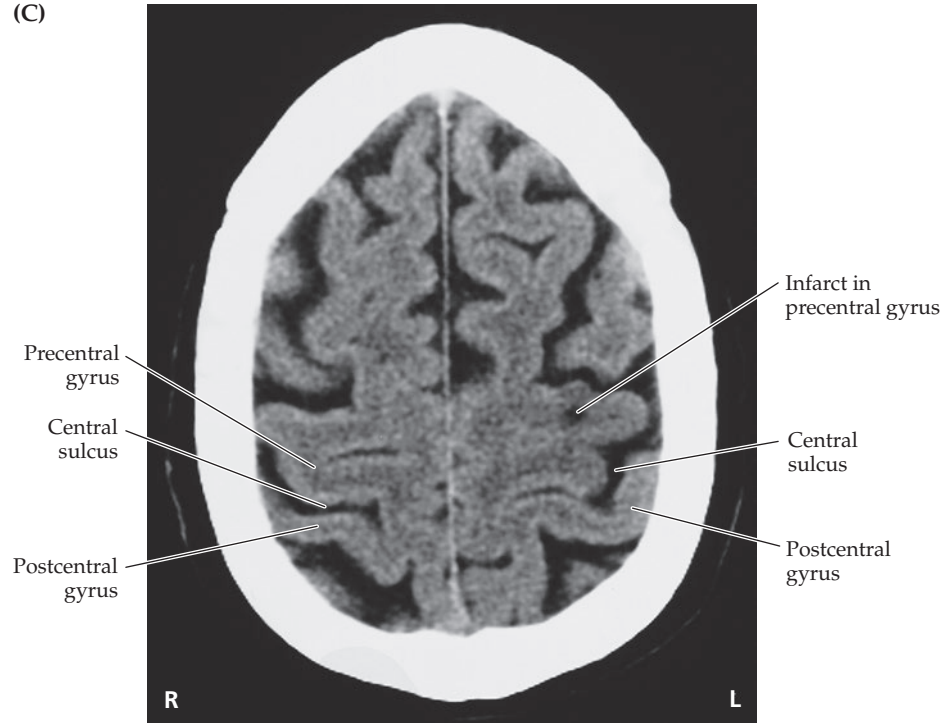 (C)
Infarct in
precentral gyrus
Precentral
gyrus
Central
sulcus
Central
sulcus
Postcentral
gyrus
Postcentral
gyrus
R
L